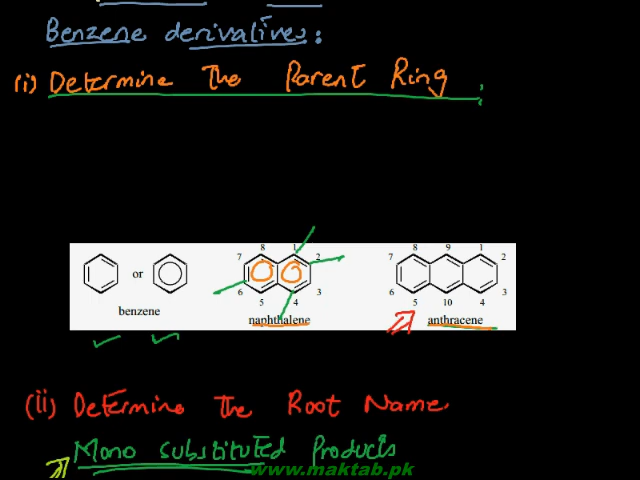 Benzene derivatives:
(i) Determine The Parent Ring :
8 1 8 9 1
7 2 7 2
or
6 3 6 3
5 4 5 10 4
benzene
naphthalene anthracene
(ii) Determine The Root Name
Mono substituted Products
www.maktab.pk